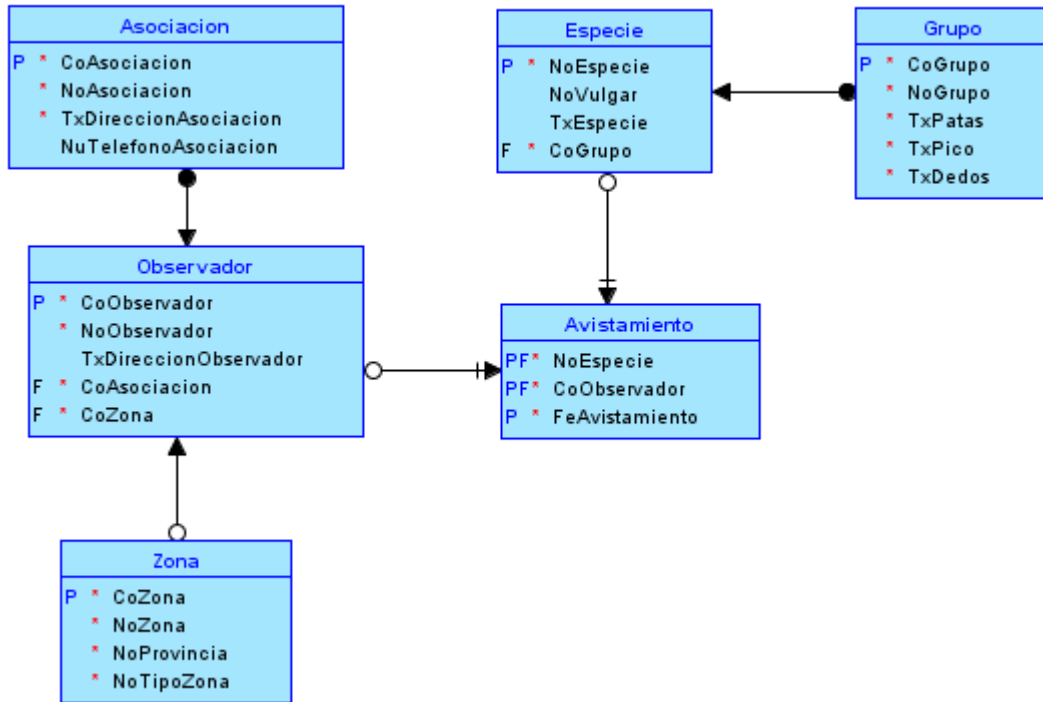 Asociacion
P * CoAsociacion
* NoAsociacion
* TxDireccionAsociacion
NuTelefonoAsociacion
Especie
P * NoEspecie
NoVulgar
TxEspecie
F * CoGrupo
Grupo
P * CoGrupo
* NoGrupo
* TxPatas
* TxPico
* TxDedos
Observador
P * CoObservador
* NoObservador
TxDireccionObservador
F * CoAsociacion
F * CoZona
Avistamiento
PF* NoEspecie
PF* CoObservador
P * FeAvistamiento
Zona
P * CoZona
* NoZona
* NoProvincia
* NoTipoZona